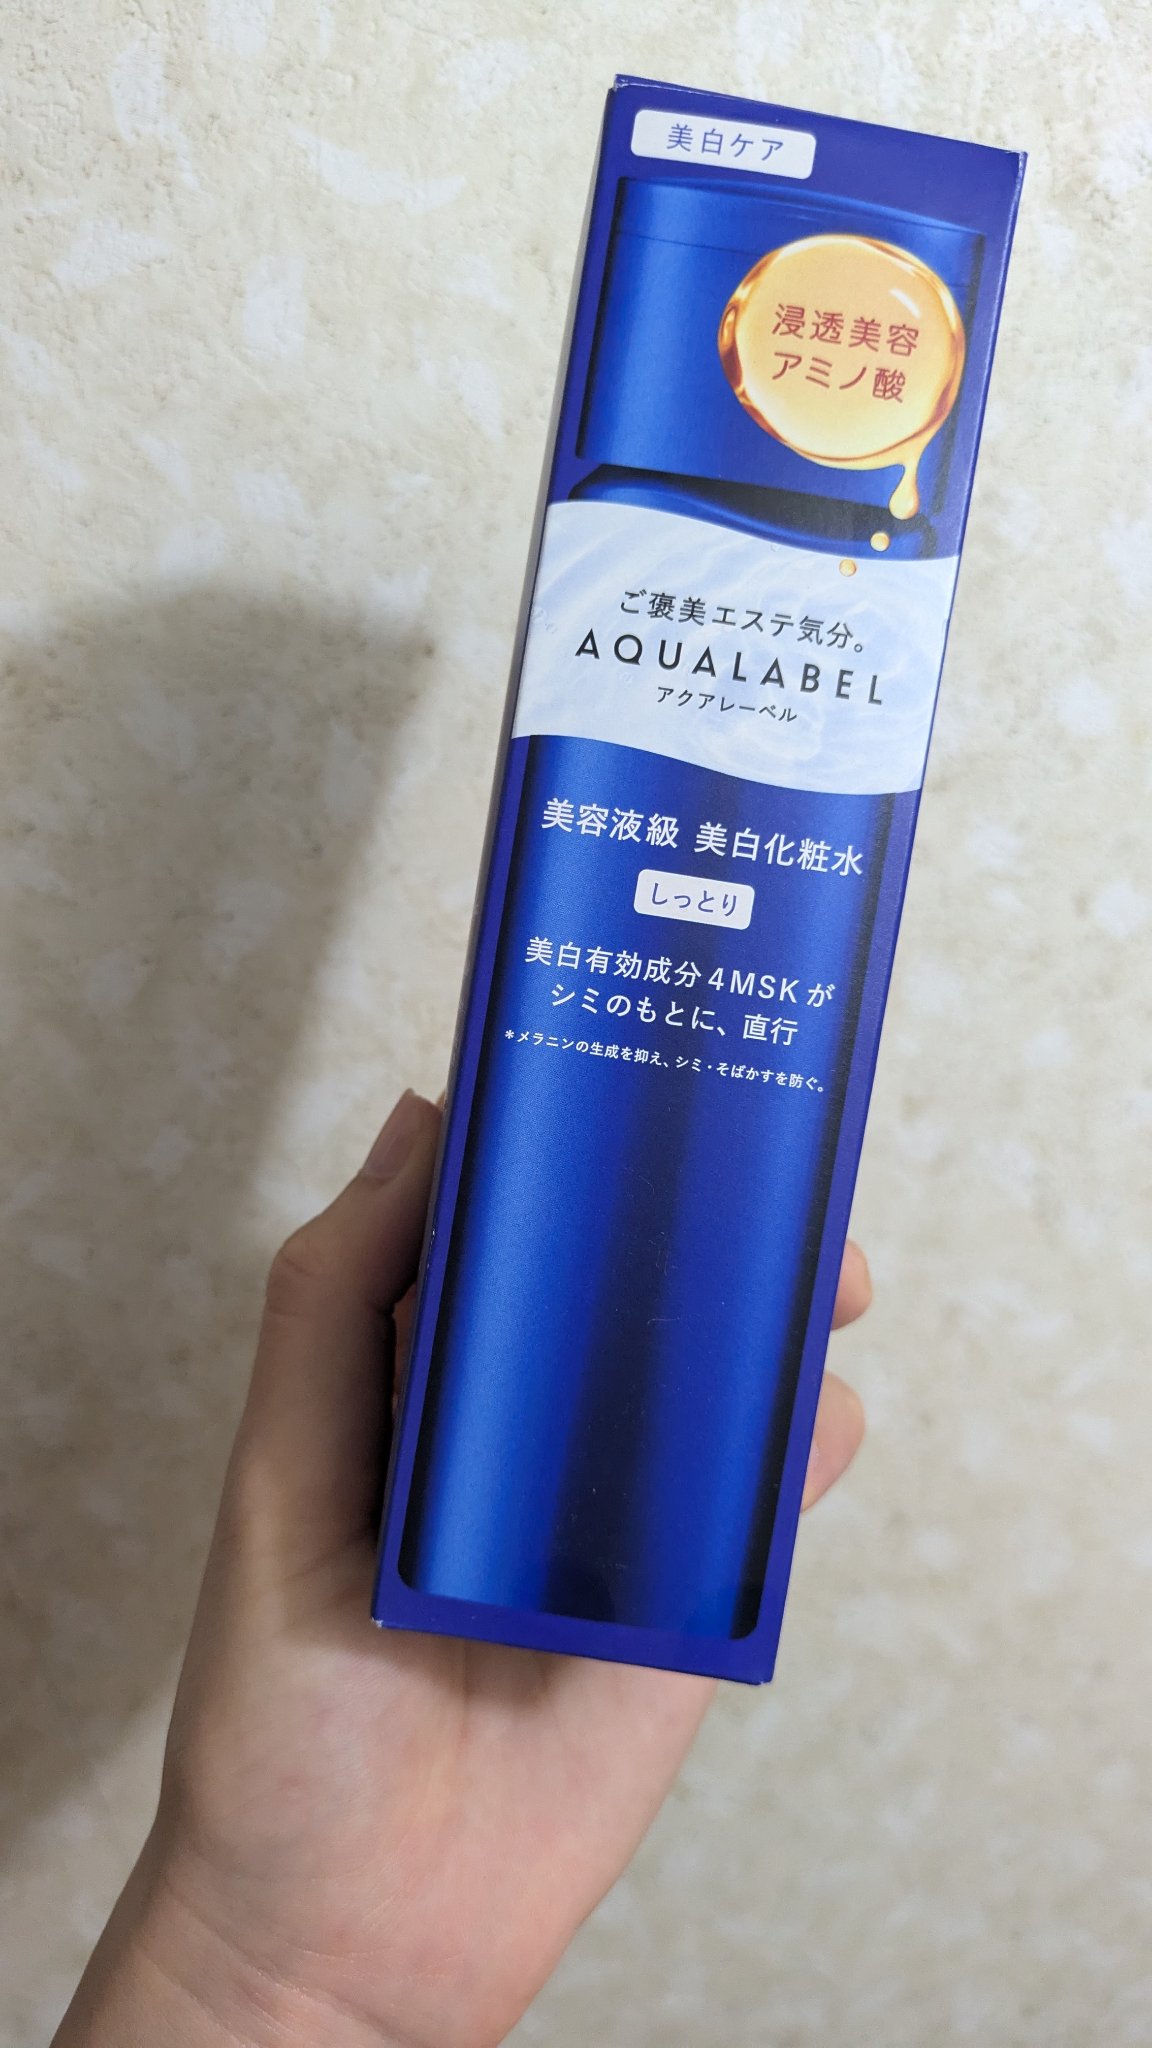 美白ケア
浸透美容
アミノ酸
ご褒美エステ気分。
AQUALABEL
アクアレーベル
美容液級 美白化粧水
しっとり
美白有効成分4MSKが
シミのもとに、直行
*メラニンの生成を抑え、シミ・そばかすを防ぐ。